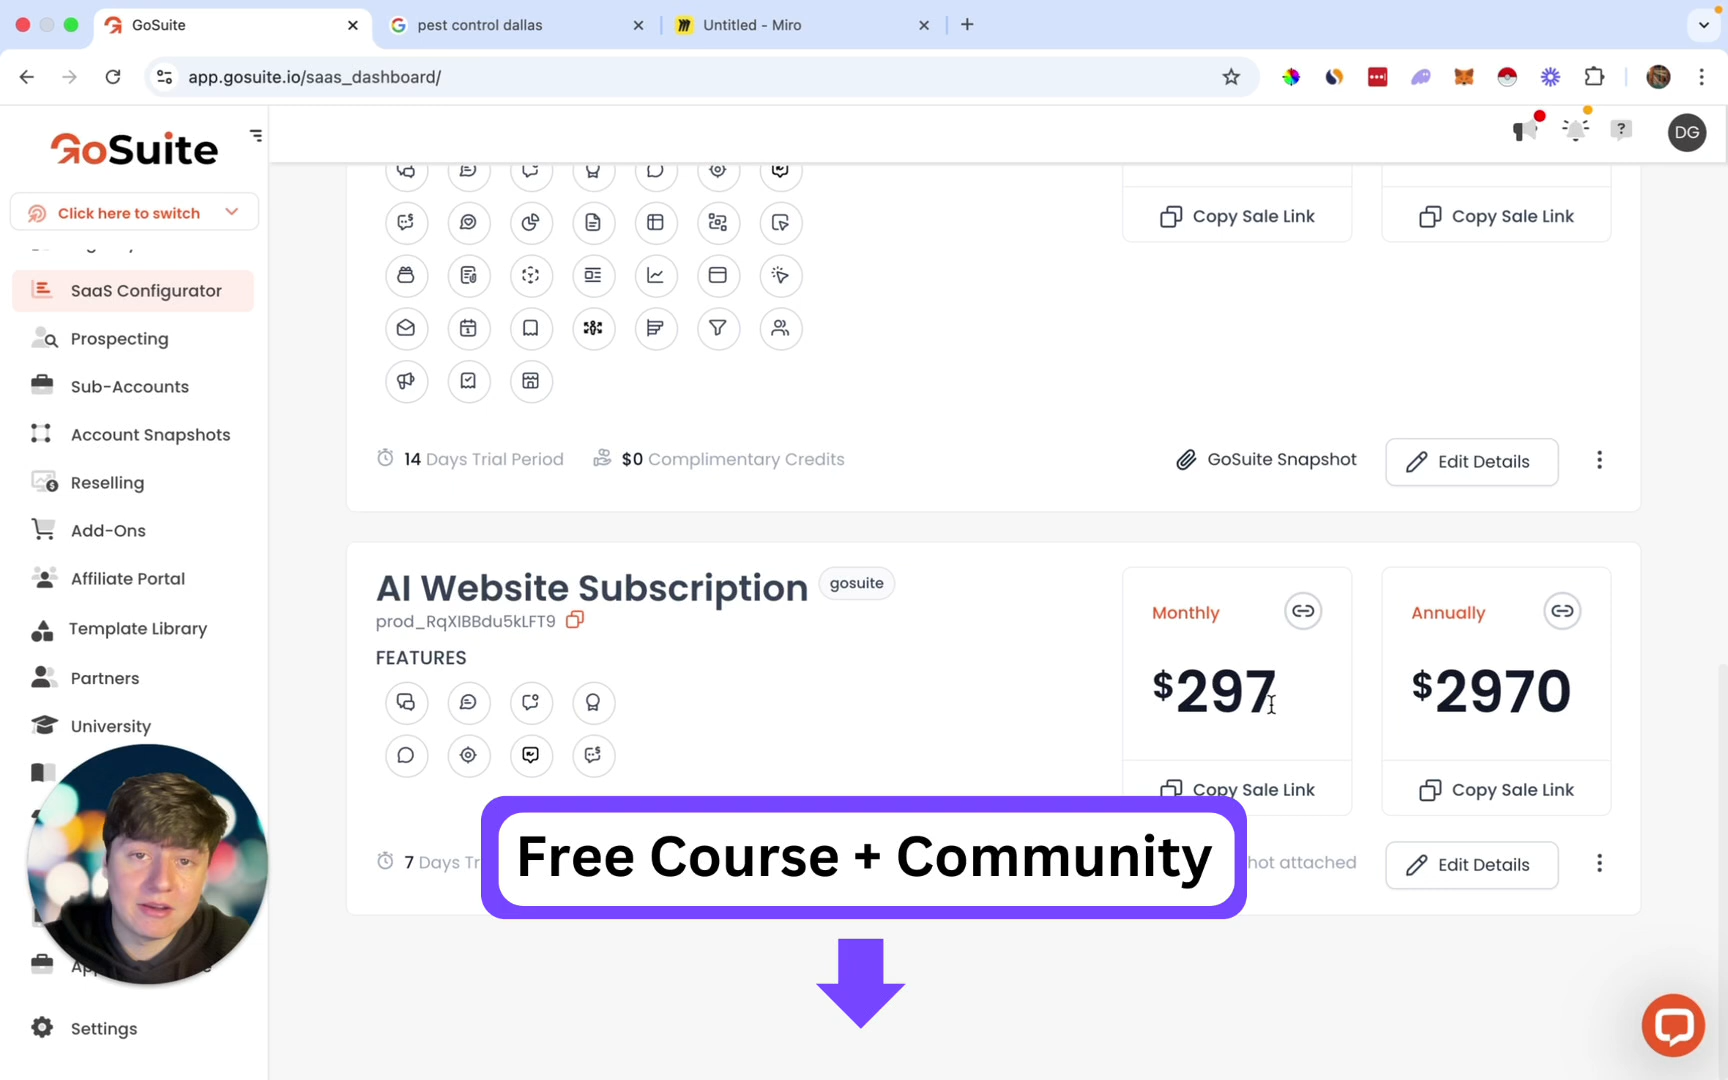 GoSuite
pest control dallas
Untitled - Miro
app.gosuite.io/saas_dashboard/
GoSuite
DG
Click here to switch
SaaS Configurator
Prospecting
Sub-Accounts
Account Snapshots
Reselling
Add-Ons
Affiliate Portal
Template Library
Partners
University
Settings
Copy Sale Link
Copy Sale Link
14 Days Trial Period
$0 Complimentary Credits
GoSuite Snapshot
Edit Details
AI Website Subscription
gosuite
prod_RqXIBBdu5kLFT9
FEATURES
Monthly
$297
Copy Sale Link
Annually
$2970
Copy Sale Link
7 Days
hot attached
Edit Details
Free Course + Community